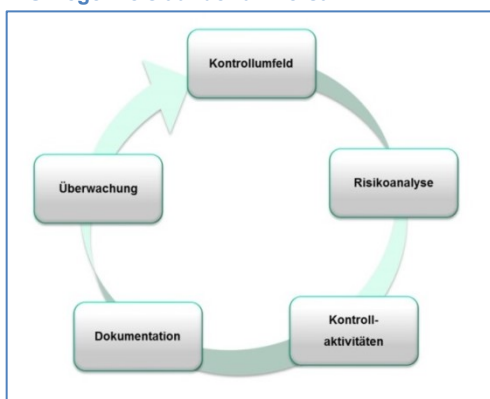 Kontrollumfeld
Risikoanalyse
Kontroll-
aktivitäten
Dokumentation
Überwachung